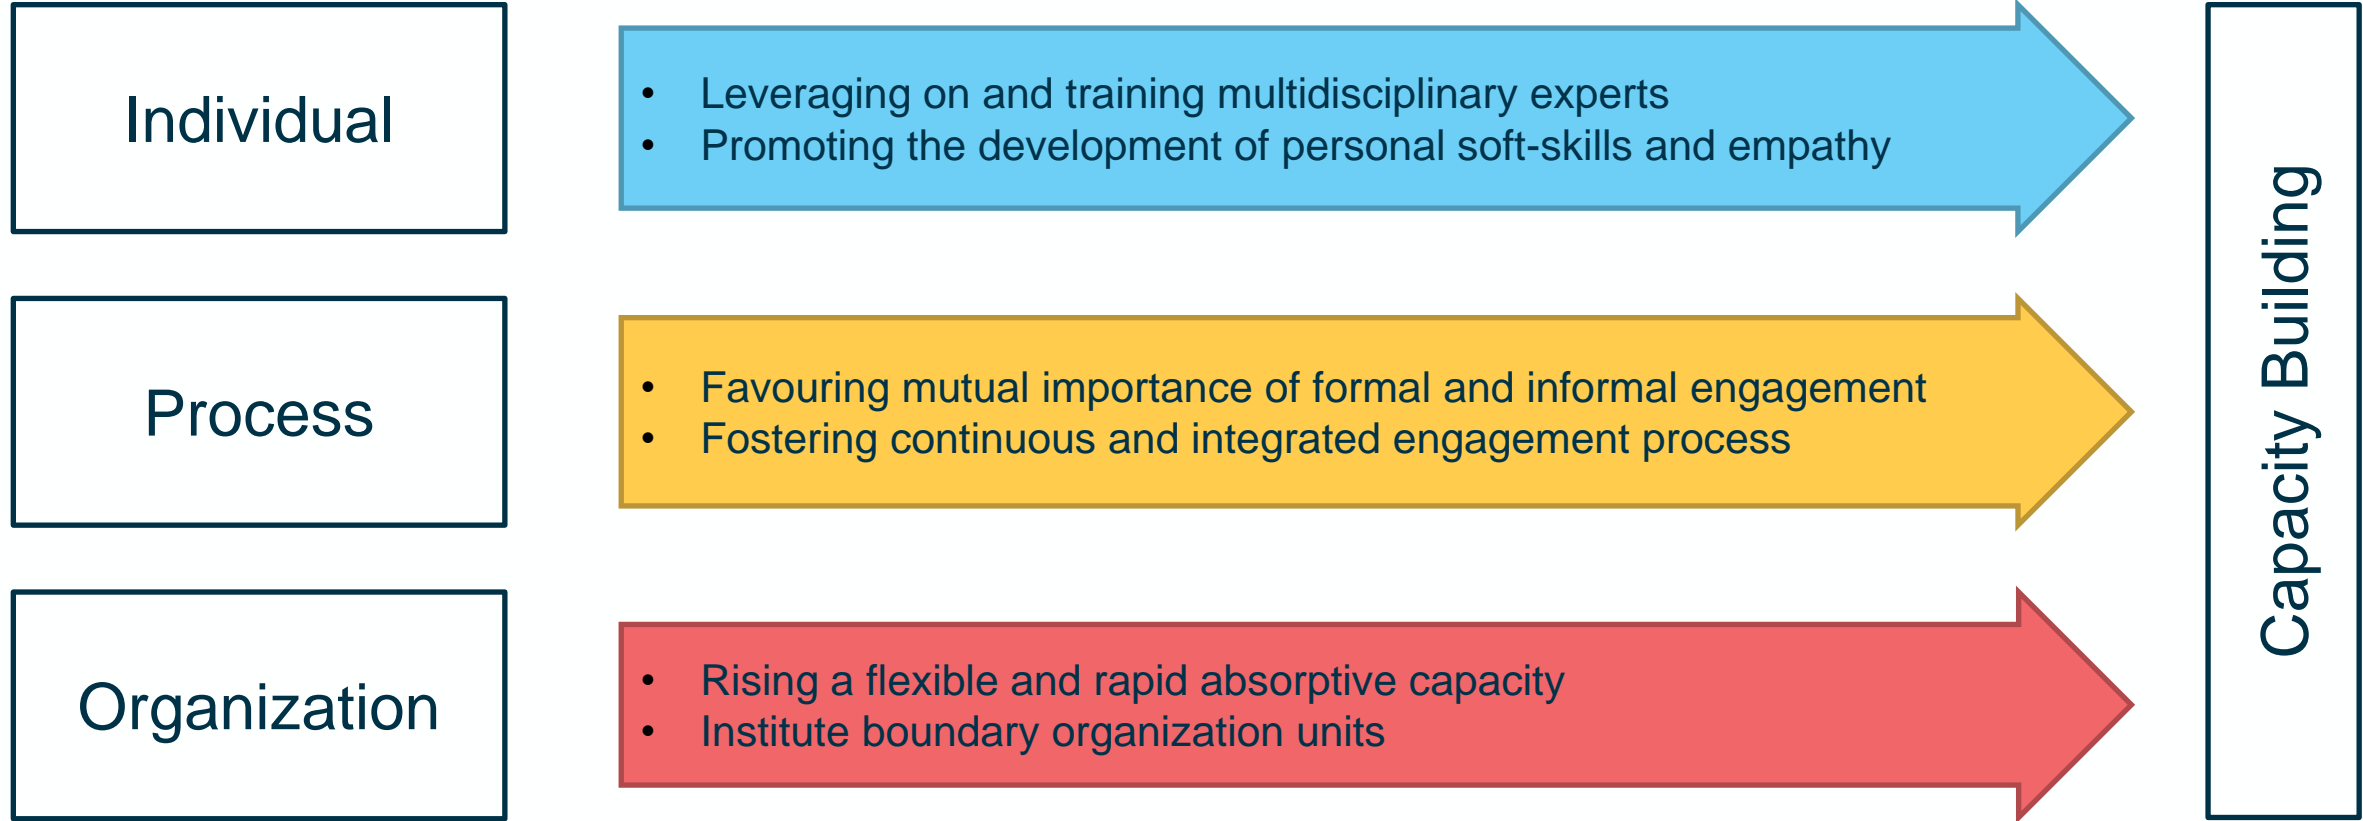 Individual
• Leveraging on and training multidisciplinary experts
• Promoting the development of personal soft-skills and empathy
Process
• Favouring mutual importance of formal and informal engagement
• Fostering continuous and integrated engagement process
Organization
• Rising a flexible and rapid absorptive capacity
• Institute boundary organization units
Capacity Building